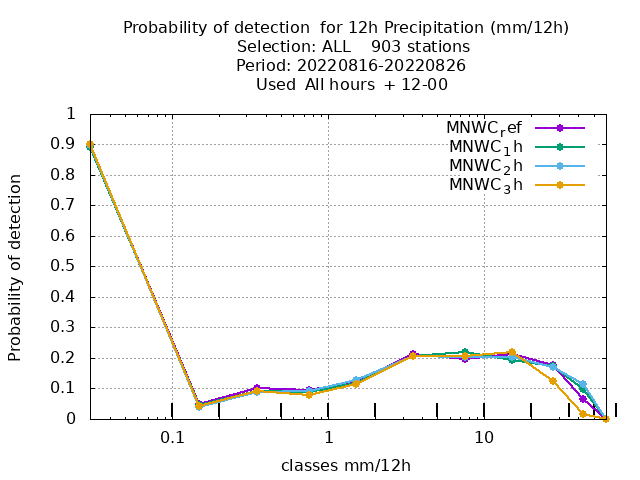 Probability of detection  for 12h Precipitation (mm/12h)
Selection: ALL    903 stations
Period: 20220816-20220826
Used  All hours  + 12-00
Probability of detection
1
0.9
0.8
0.7
0.6
0.5
0.4
0.3
0.2
0.1
0
MNWC_ref
MNWC_1h
MNWC_2h
MNWC_3h
0.1 1 10
classes mm/12h